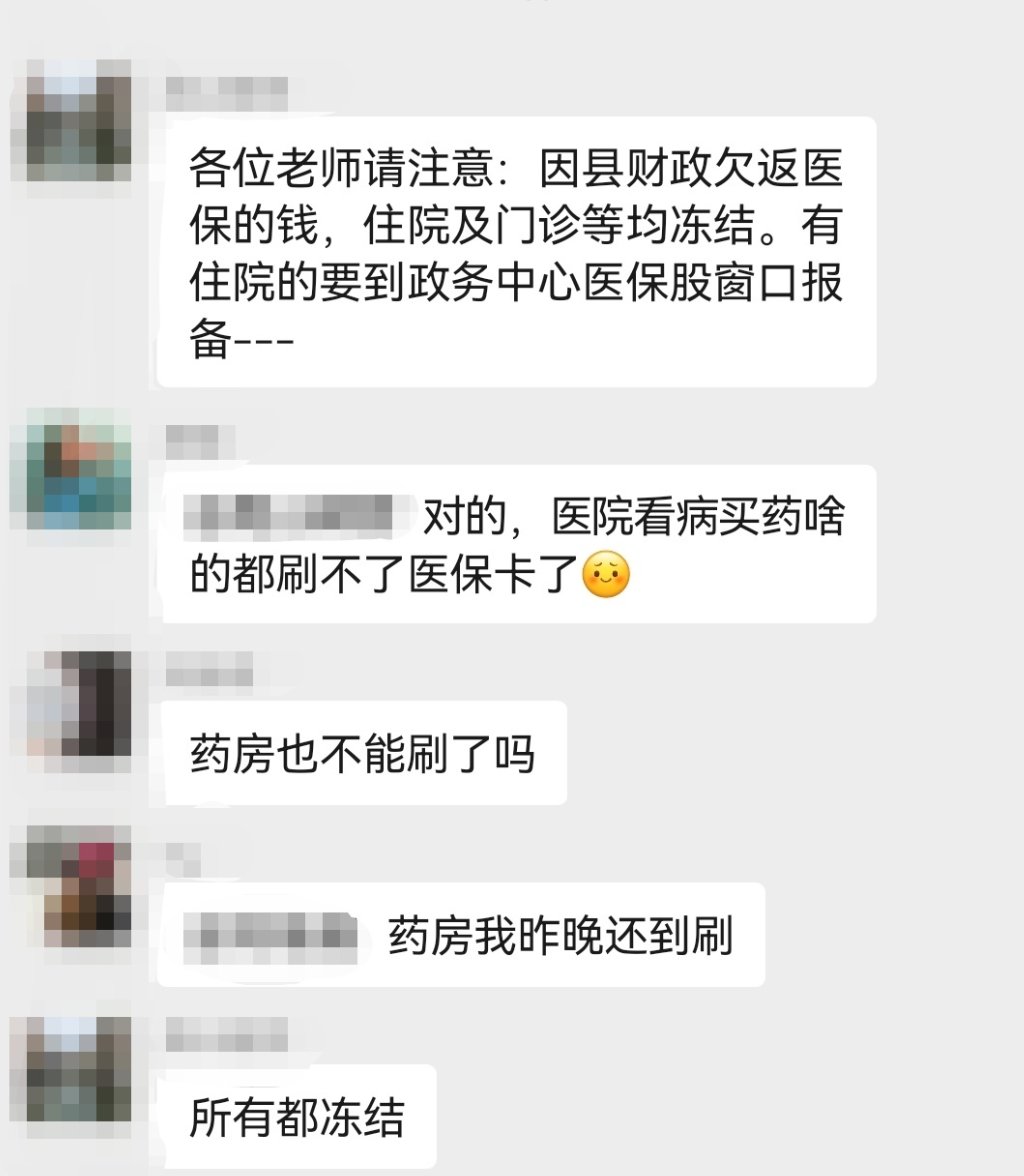 各位老师请注意：因县财政欠返医
保的钱，住院及门诊等均冻结。有
住院的要到政务中心医保股窗口报
备---
对的，医院看病买药啥
的都刷不了医保卡了
药房也不能刷了吗
药房我昨晚还到刷
所有都冻结